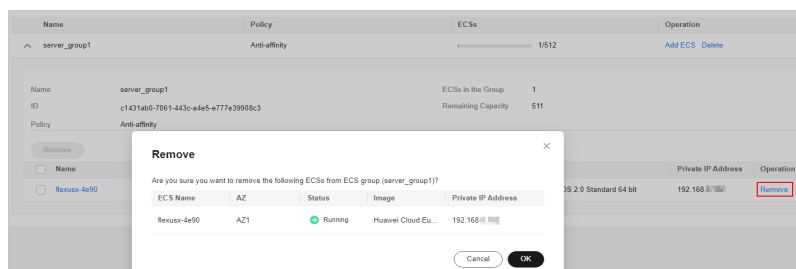 Name Policy ECSs Operation
server_group1 Anti-affinity 1/512 Add ECS Delete
Name server_group1 ECSs in the Group 1
ID c1431ab0-7061-443c-a4e5-e777e39908c3 Remaining Capacity 511
Policy Anti-affinity
Remove
Name Private IP Address Operation
flexusx-4e90 OS 2.0 Standard 64 bit 192.168. Remove
Remove
Are you sure you want to remove the following ECSs from ECS group (server_group1)?
ECS Name AZ Status Image Private IP Address
flexusx-4e90 AZ1 Running Huawei Cloud Eu... 192.168
Cancel OK